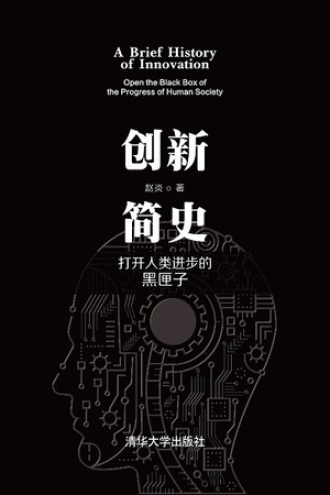 A Brief History
of Innovation
Open the Black Box of
the Progress of Human Society
创新
赵炎 ○ 著
简史
打开人类进步的
黑匣子
清华大学出版社